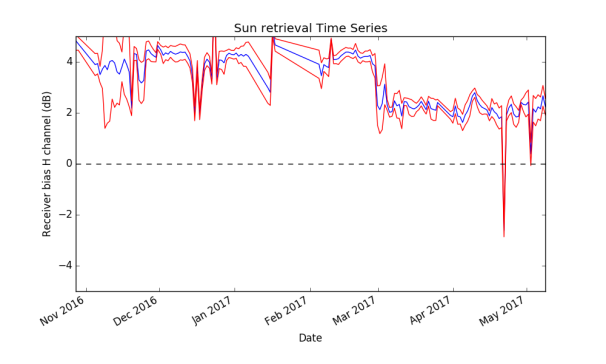 Sun retrieval Time Series
Receiver bias H channel (dB)
4
2
0
−2
−4
Nov 2016
Dec 2016
Jan 2017
Feb 2017
Mar 2017
Apr 2017
May 2017
Date